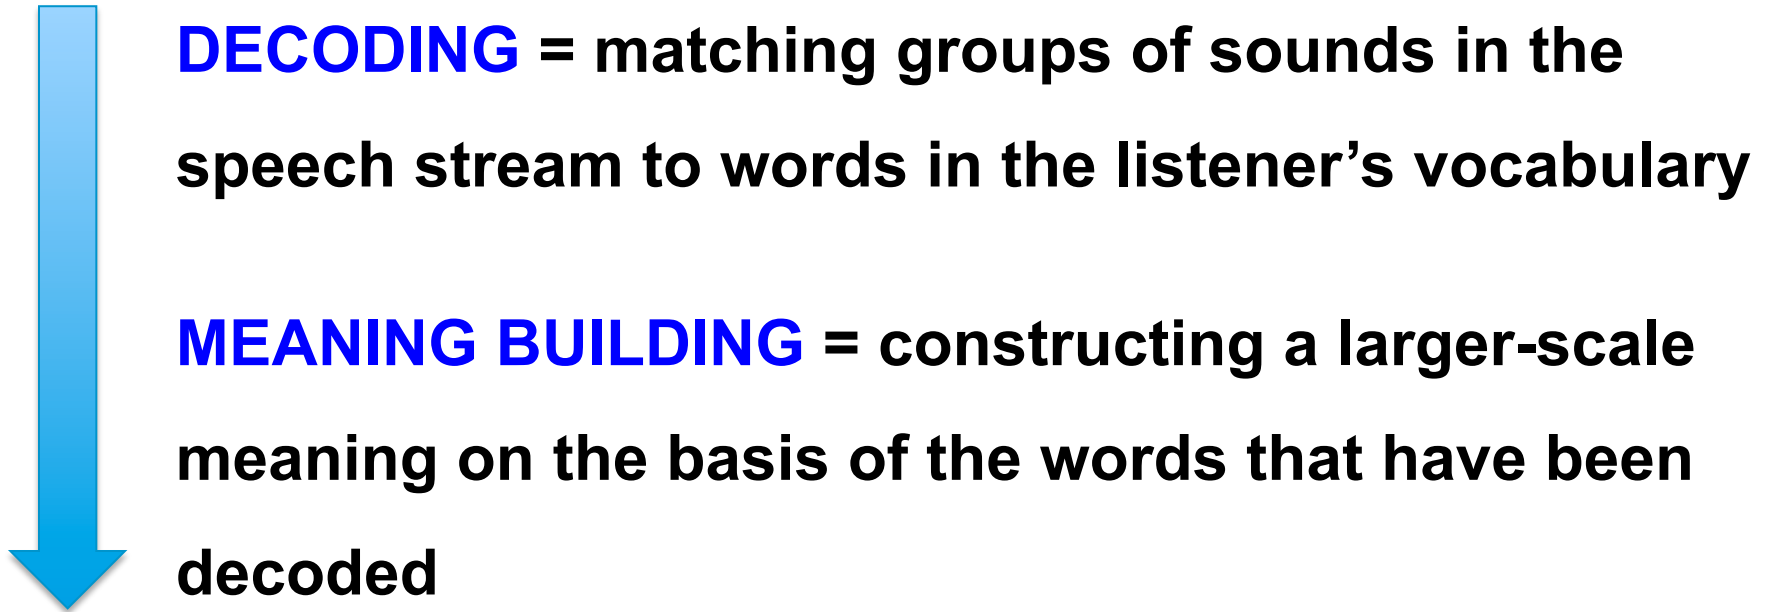 DECODING = matching groups of sounds in the
speech stream to words in the listener’s vocabulary
MEANING BUILDING = constructing a larger-scale
meaning on the basis of the words that have been
decoded